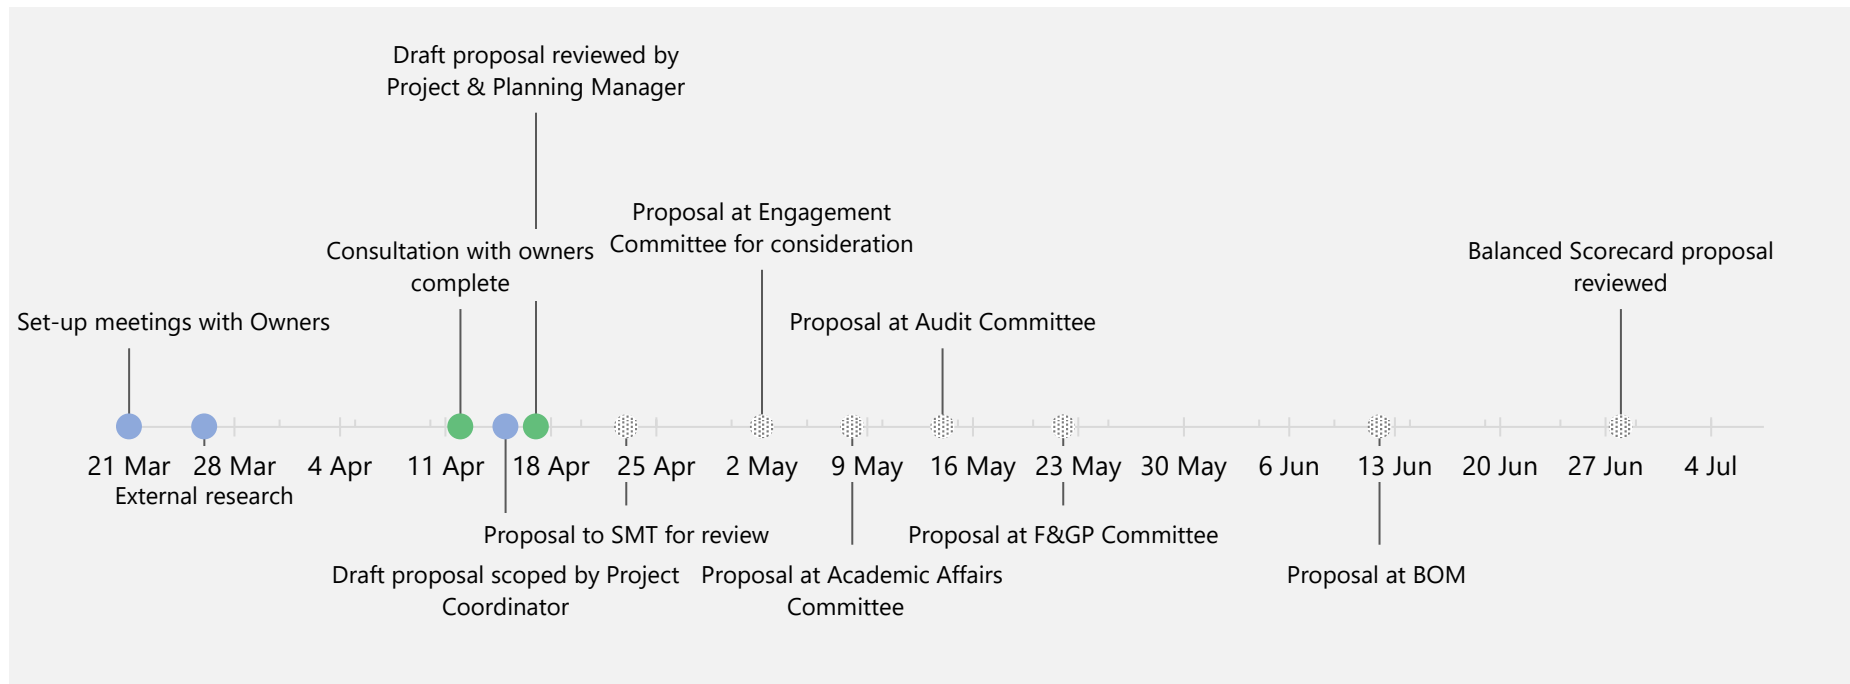 Draft proposal reviewed by
Project & Planning Manager
Proposal at Engagement
Committee for consideration
Consultation with owners
complete
Balanced Scorecard proposal
reviewed
Set-up meetings with Owners
Proposal at Audit Committee
21 Mar 28 Mar 4 Apr 11 Apr 18 Apr 25 Apr 2 May 9 May 16 May 23 May 30 May 6 Jun 13 Jun 20 Jun 27 Jun 4 Jul
External research
Proposal to SMT for review
Proposal at F&GP Committee
Draft proposal scoped by Project
Coordinator
Proposal at Academic Affairs
Committee
Proposal at BOM